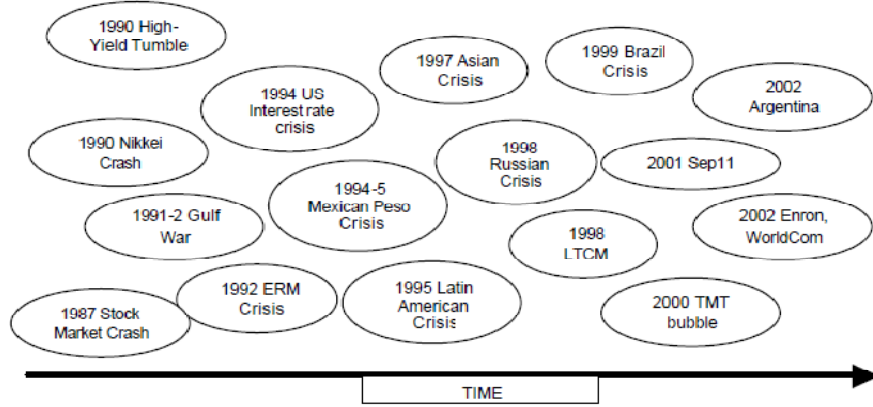 1990 High-
Yield Tumble
1997 Asian
Crisis
1999 Brazil
Crisis
1994 US
Interest rate
crisis
2002
Argentina
1990 Nikkei
Crash
1998
Russian
Crisis
2001 Sep11
1994-5
Mexican Peso
Crisis
1991-2 Gulf
War
2002 Enron,
WorldCom
1998
LTCM
1992 ERM
Crisis
1995 Latin
American
Crisis
1987 Stock
Market Crash
2000 TMT
bubble
TIME